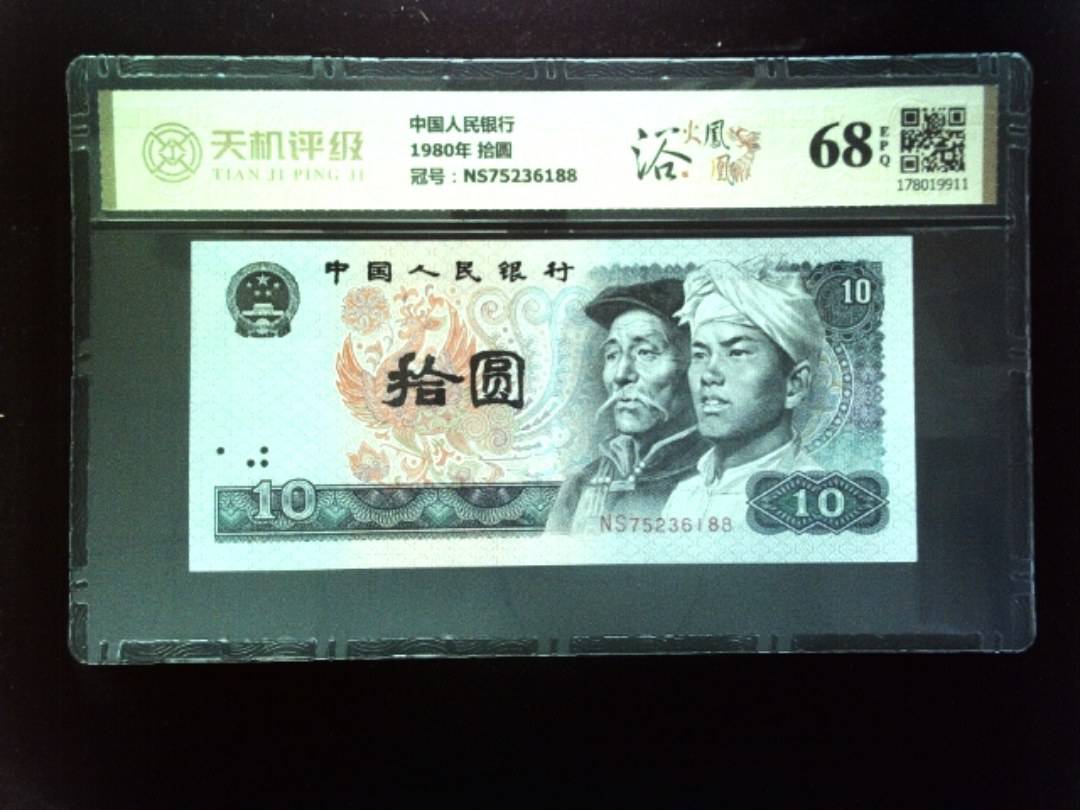 天机评级
TIAN JI PING JI
中国人民银行
1980年 拾圆
冠号：NS75236188
浴火凤凰
68
EPQ
178019911
中国人民银行
10
拾圆
10
NS75236188
10